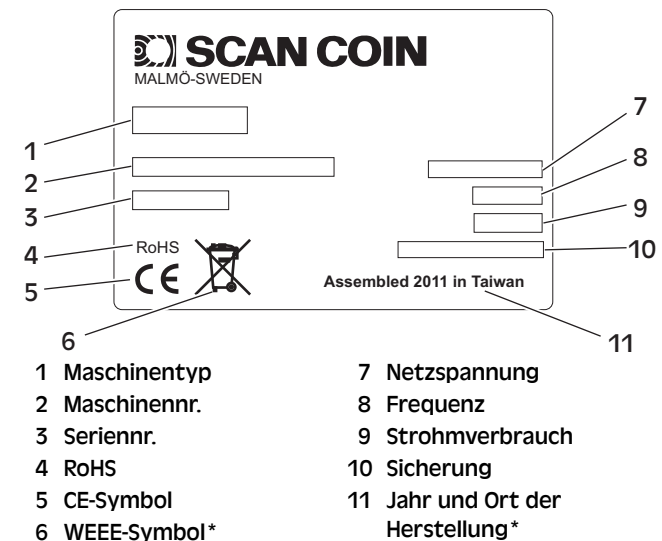 SCAN COIN
MALMÖ-SWEDEN
1
2
3
4
5
6
7
8
9
10
11
RoHS
CE
Assembled 2011 in Taiwan
1 Maschinentyp
2 Maschinennr.
3 Seriennr.
4 RoHS
5 CE-Symbol
6 WEEE-Symbol*
7 Netzspannung
8 Frequenz
9 Strohmverbrauch
10 Sicherung
11 Jahr und Ort der
Herstellung*